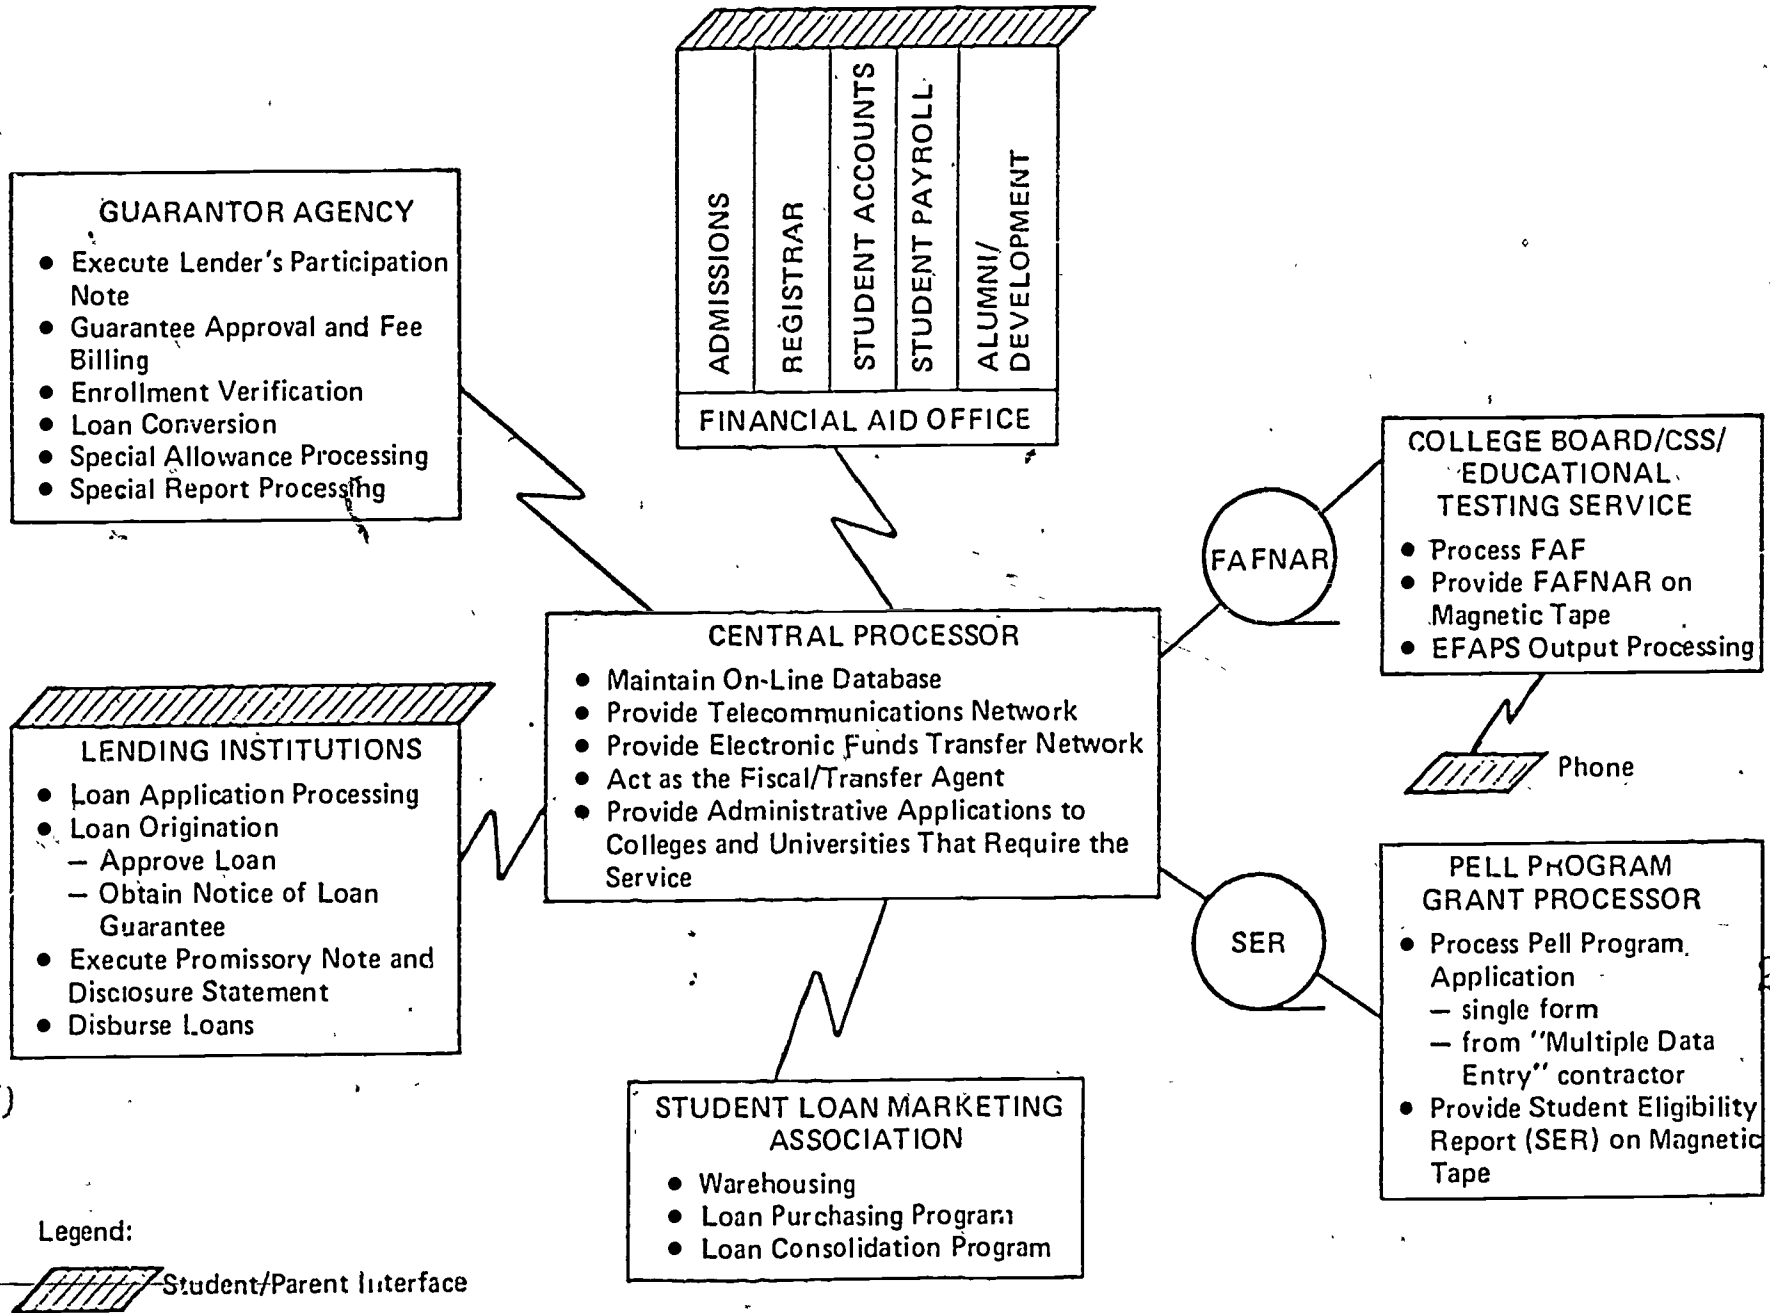 ADMISSIONS
REGISTRAR
STUDENT ACCOUNTS
STUDENT PAYROLL
ALUMNI/
DEVELOPMENT
FINANCIAL AID OFFICE
GUARANTOR AGENCY
● Execute Lender's Participation
Note
● Guarantee Approval and Fee
Billing
● Enrollment Verification
● Loan Conversion
● Special Allowance Processing
● Special Report Processing
COLLEGE BOARD/CSS/
EDUCATIONAL
TESTING SERVICE
● Process FAF
● Provide FAFNAR on
Magnetic Tape
● EFAPS Output Processing
FAFNAR
Phone
CENTRAL PROCESSOR
● Maintain On-Line Database
● Provide Telecommunications Network
● Provide Electronic Funds Transfer Network
● Act as the Fiscal/Transfer Agent
● Provide Administrative Applications to
Colleges and Universities That Require the
Service
LENDING INSTITUTIONS
● Loan Application Processing
● Loan Origination
— Approve Loan
— Obtain Notice of Loan
Guarantee
● Execute Promissory Note and
Disclosure Statement
● Disburse Loans
SER
PELL PROGRAM
GRANT PROCESSOR
● Process Pell Program
Application
— single form
— from "Multiple Data
Entry" contractor
● Provide Student Eligibility
Report (SER) on Magnetic
Tape
STUDENT LOAN MARKETING
ASSOCIATION
● Warehousing
● Loan Purchasing Program
● Loan Consolidation Program
Legend:
Student/Parent Interface